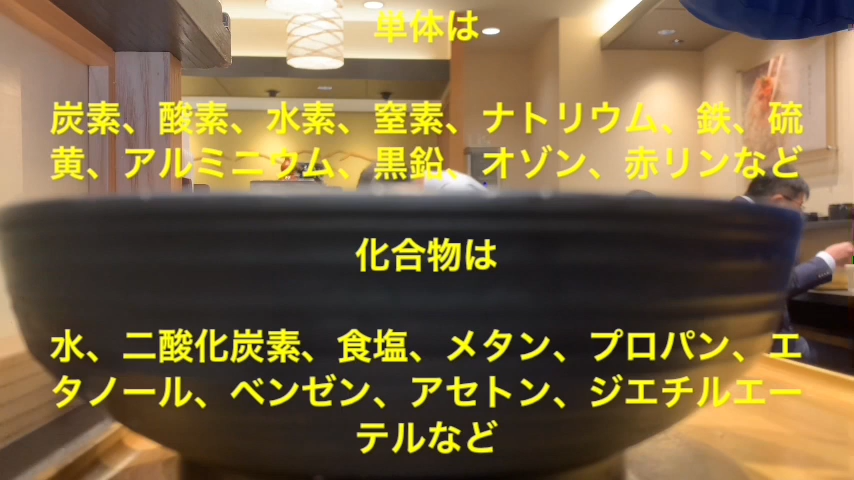 単体は
炭素、酸素、水素、窒素、ナトリウム、鉄、硫
黄、アルミニウム、黒鉛、オゾン、赤リンなど
化合物は
水、二酸化炭素、食塩、メタン、プロパン、エ
タノール、ベンゼン、アセトン、ジエチルエー
テルなど